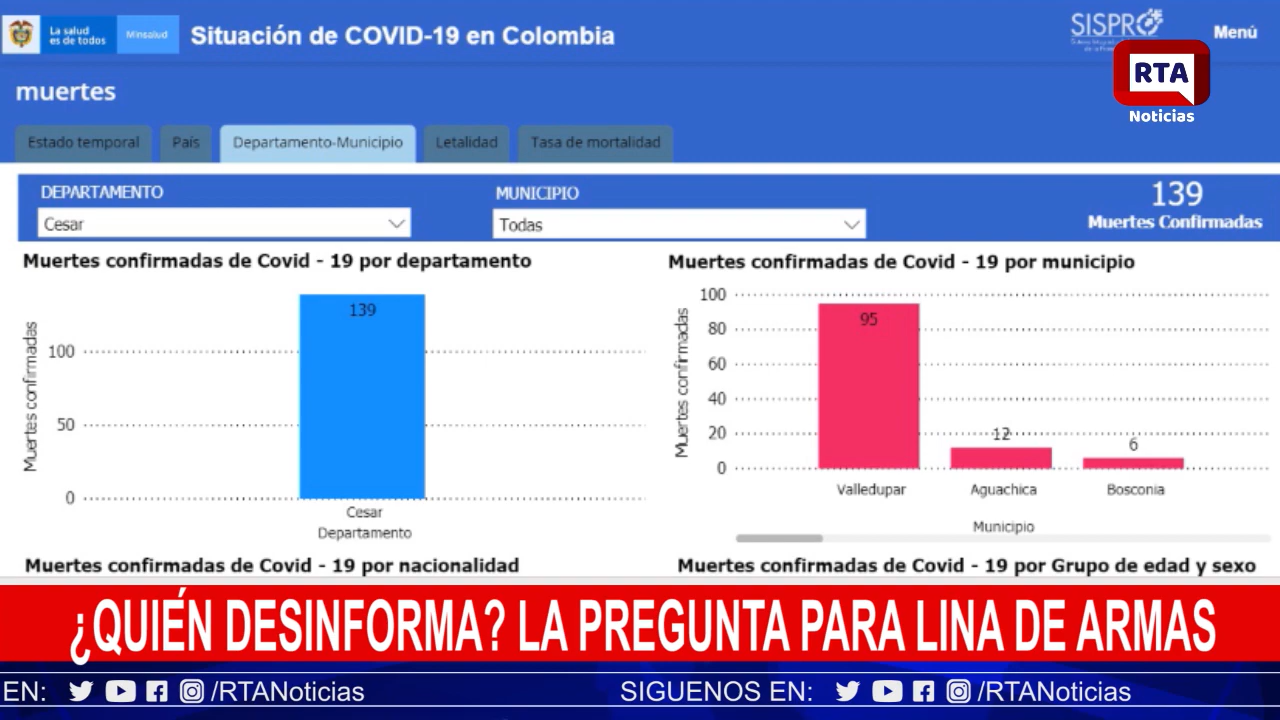 La salud
es de todos
Minsalud
Situación de COVID-19 en Colombia
SISPRO
Menú
RTA
Noticias
muertes
Estado temporal
País
Departamento-Municipio
Letalidad
Tasa de mortalidad
DEPARTAMENTO
Cesar
MUNICIPIO
Todas
139
Muertes Confirmadas
Muertes confirmadas de Covid - 19 por departamento
Muertes confirmadas
100
50
0
139
Cesar
Departamento
Muertes confirmadas de Covid - 19 por municipio
Muertes confirmadas
100
80
60
40
20
0
95
12
6
Valledupar
Aguachica
Bosconia
Municipio
Muertes confirmadas de Covid - 19 por nacionalidad
Muertes confirmadas de Covid - 19 por Grupo de edad y sexo
¿QUIÉN DESINFORMA? LA PREGUNTA PARA LINA DE ARMAS
EN: /RTANoticias
SIGUENOS EN: /RTANoticias